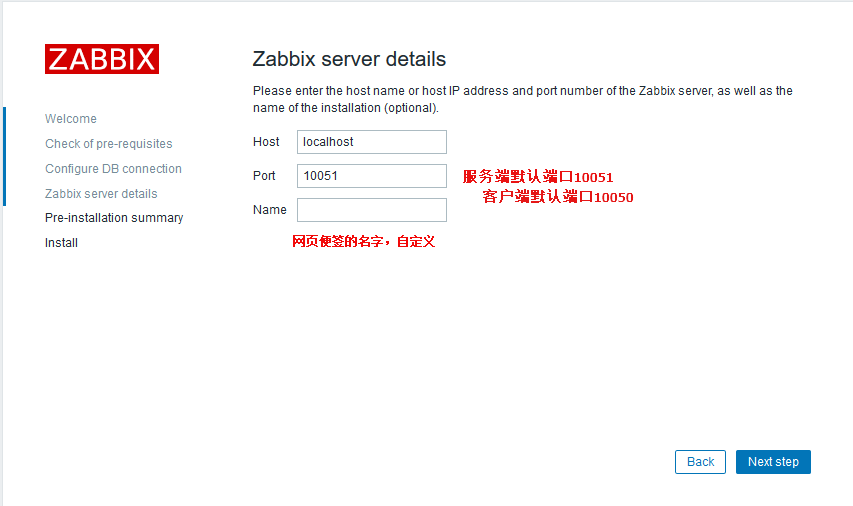 ZABBIX
Welcome
Check of pre-requisites
Configure DB connection
Zabbix server details
Pre-installation summary
Install
Zabbix server details
Please enter the host name or host IP address and port number of the Zabbix server, as well as the
name of the installation (optional).
Host localhost
Port 10051
服务端默认端口10051
客户端默认端口10050
Name
网页便签的名字，自定义
Back Next step